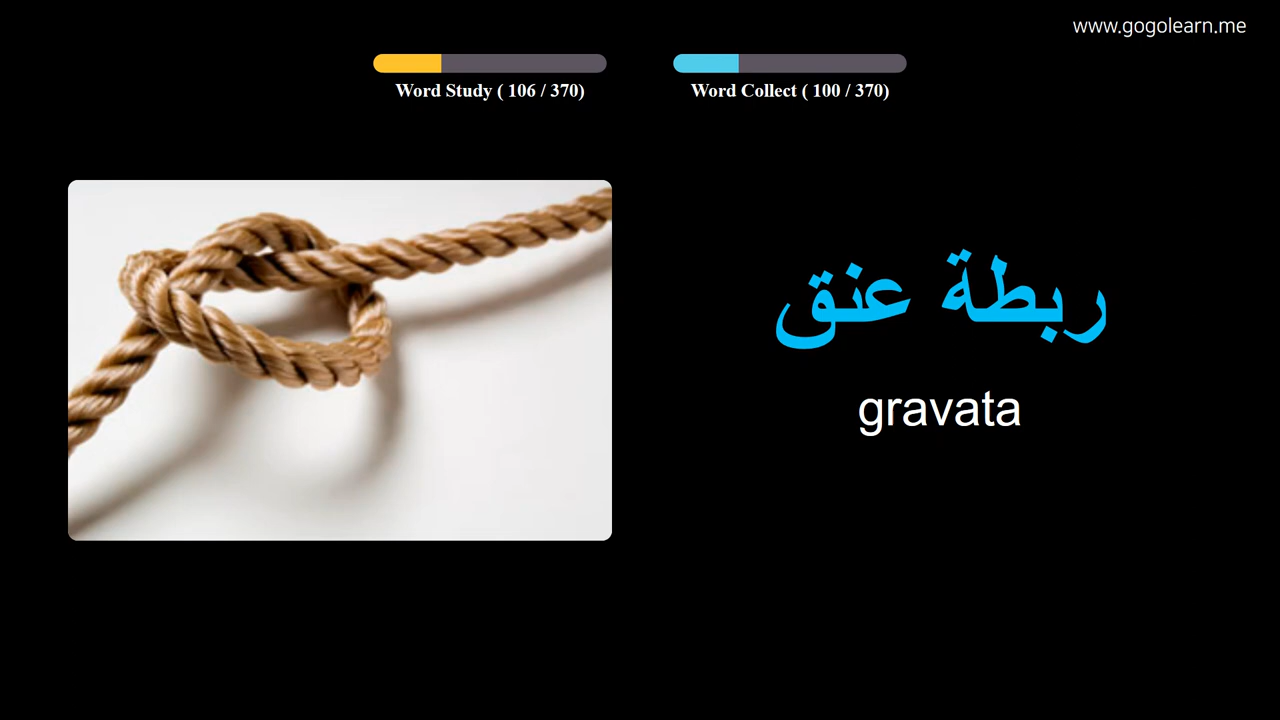 www.gogolearn.me
Word Study ( 106 / 370)
Word Collect ( 100 / 370)
ربطة عنق
gravata